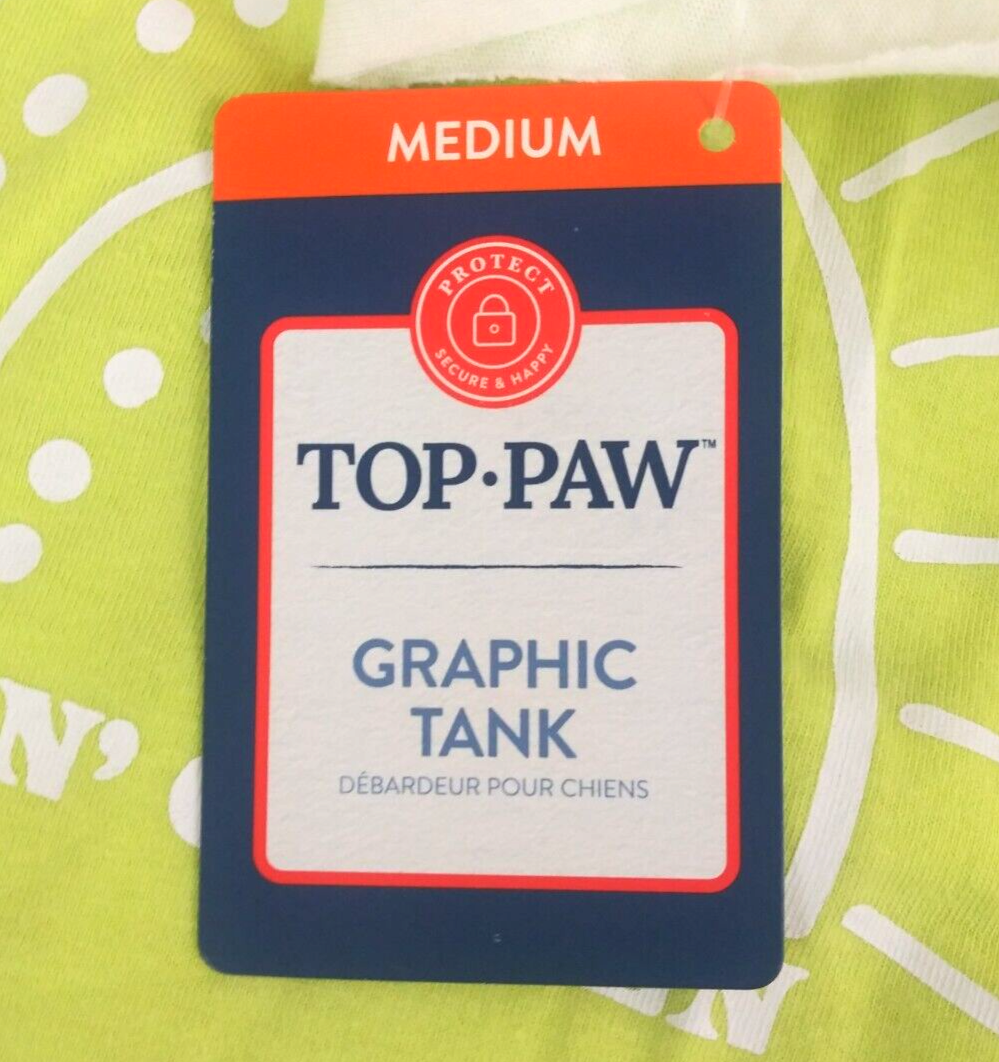 MEDIUM
PROTECT
SECURE & HAPPY
TOP•PAW™
GRAPHIC
TANK
DÉBARDEUR POUR CHIENS
N'